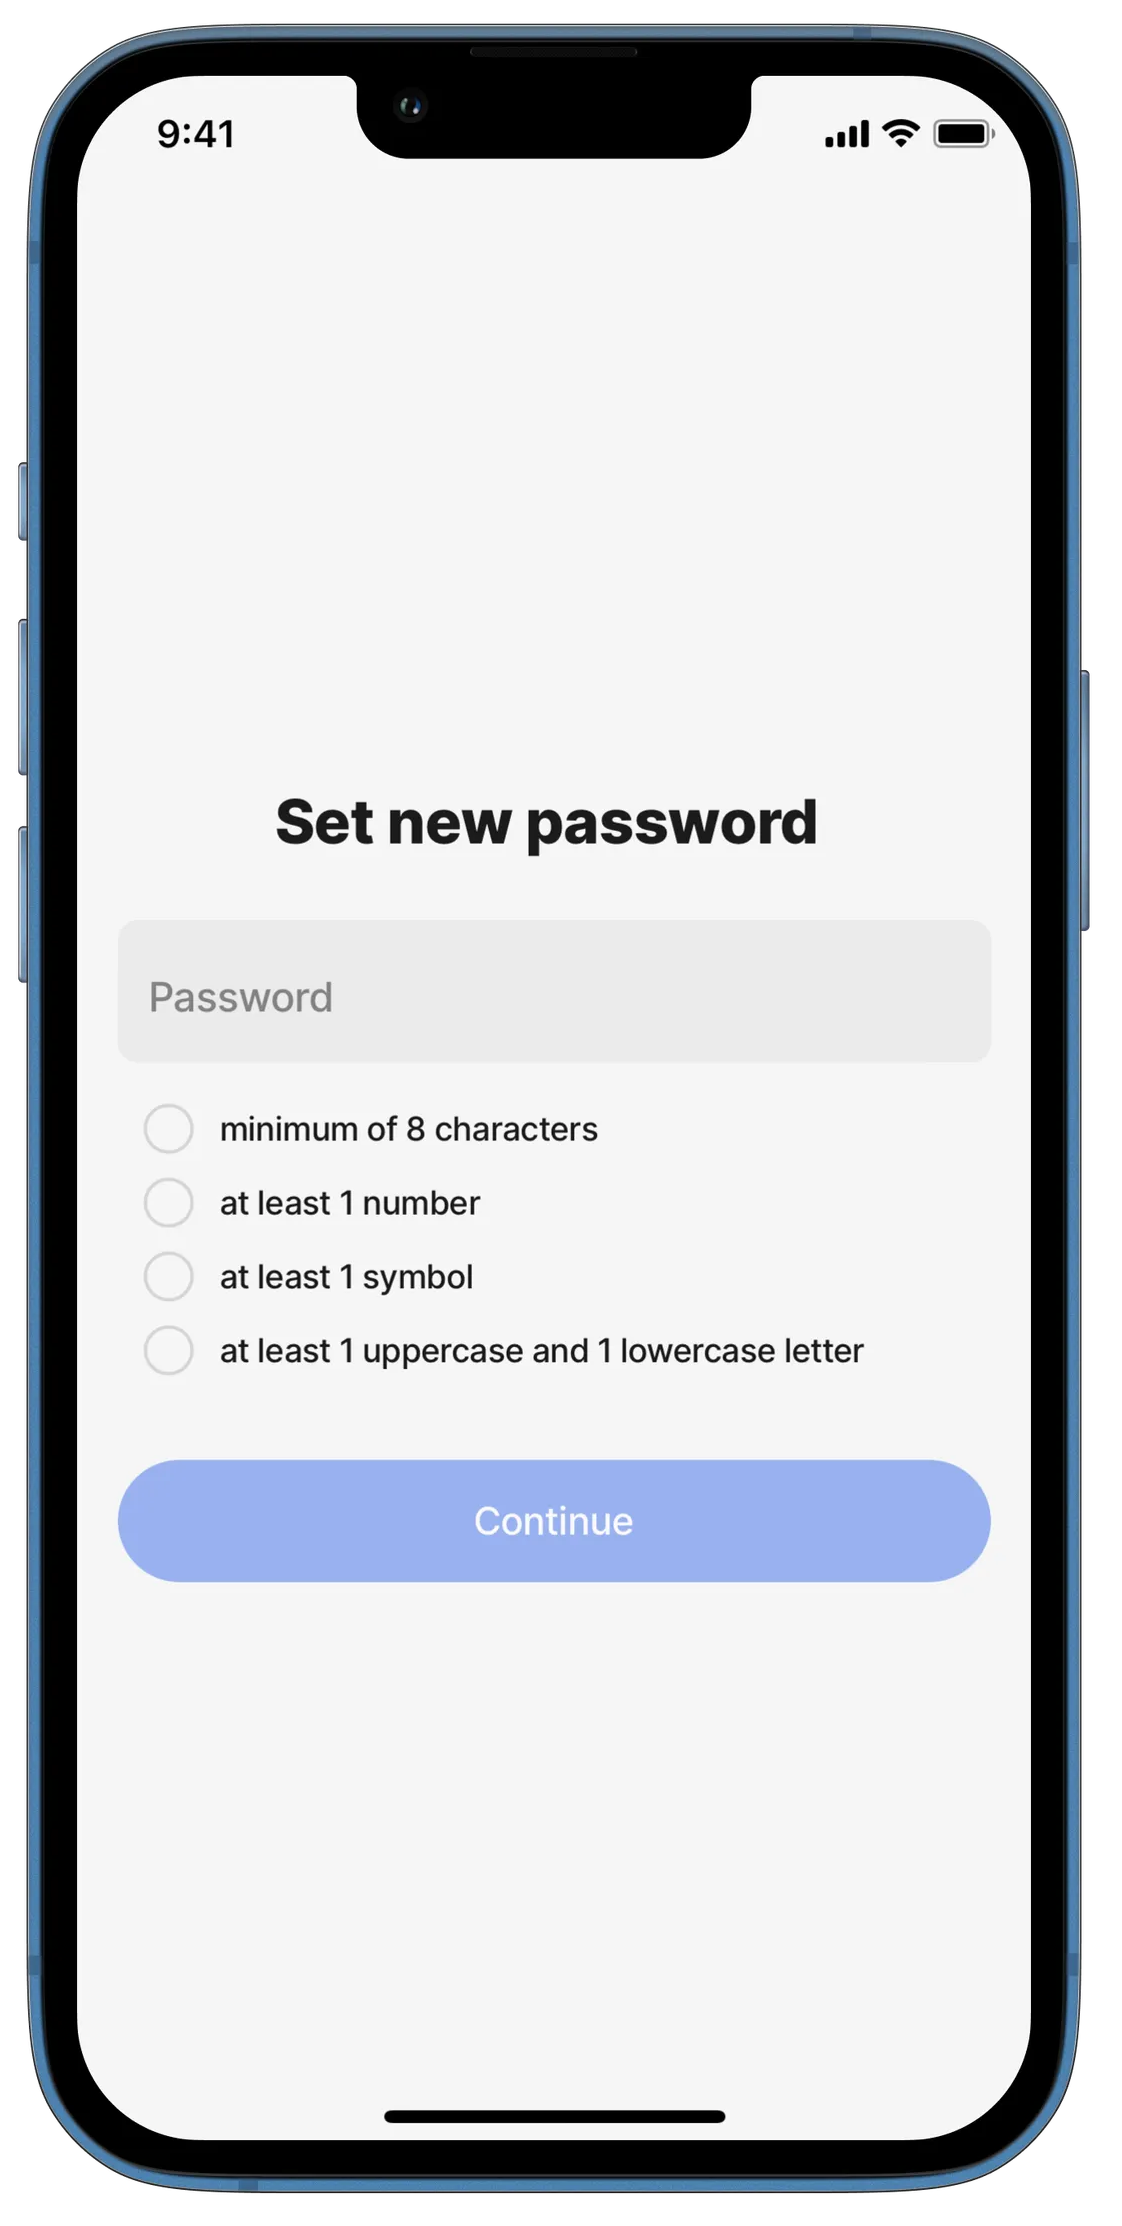 9:41
Set new password
Password
minimum of 8 characters
at least 1 number
at least 1 symbol
at least 1 uppercase and 1 lowercase letter
Continue